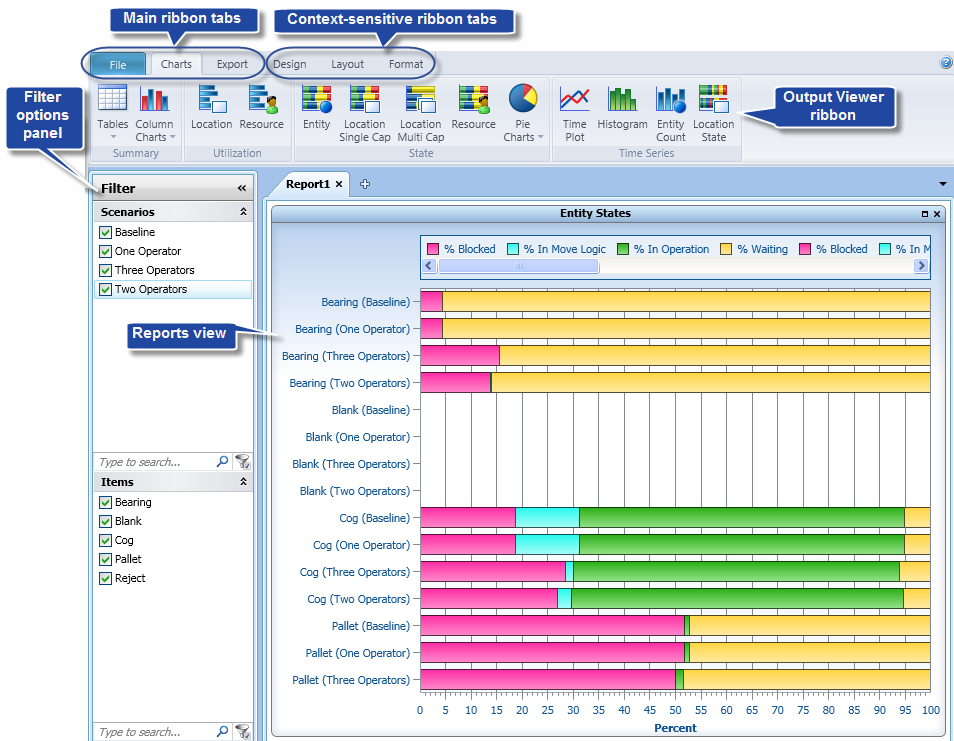 Main ribbon tabs
Context-sensitive ribbon tabs
File Charts Export Design Layout Format
Filter
options
panel
Tables
Column
Charts
Summary
Location
Resource
Utilization
Entity
Location
Single Cap
Location
Multi Cap
Resource
Pie
Charts
State
Time
Plot
Histogram
Entity
Count
Location
State
Time Series
Output Viewer
ribbon
Filter «
Scenarios
Baseline
One Operator
Three Operators
Two Operators
Type to search...
Items
Bearing
Blank
Cog
Pallet
Reject
Type to search...
Reports view
Report1
Entity States
% Blocked % In Move Logic % In Operation % Waiting % Blocked % In M
Bearing (Baseline)
Bearing (One Operator)
Bearing (Three Operators)
Bearing (Two Operators)
Blank (Baseline)
Blank (One Operator)
Blank (Three Operators)
Blank (Two Operators)
Cog (Baseline)
Cog (One Operator)
Cog (Three Operators)
Cog (Two Operators)
Pallet (Baseline)
Pallet (One Operator)
Pallet (Three Operators)
0 5 10 15 20 25 30 35 40 45 50 55 60 65 70 75 80 85 90 95 100
Percent